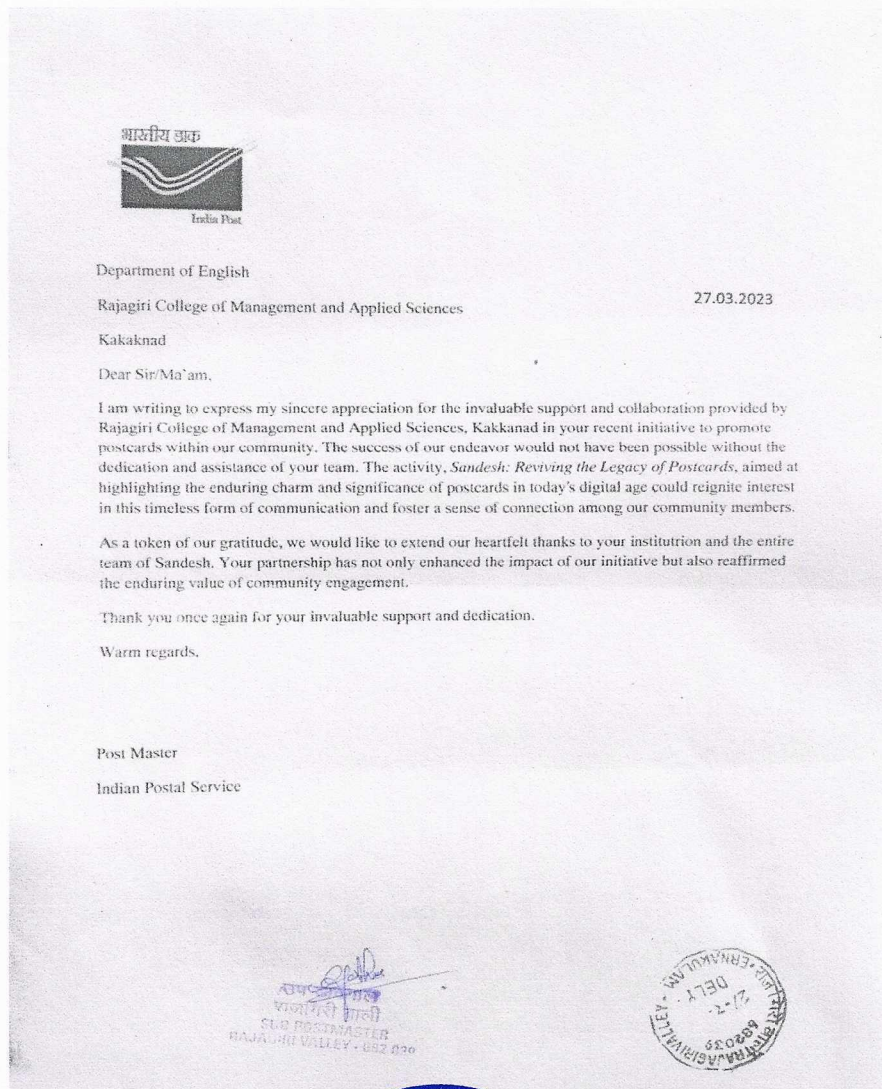 भारतीय डाक
India Post
Department of English
27.03.2023
Rajagiri College of Management and Applied Sciences
Kakaknad
Dear Sir/Ma'am,
I am writing to express my sincere appreciation for the invaluable support and collaboration provided by
Rajagiri College of Management and Applied Sciences, Kakkanad in your recent initiative to promote
postcards within our community. The success of our endeavor would not have been possible without the
dedication and assistance of your team. The activity, Sandesh: Reviving the Legacy of Postcards, aimed at
highlighting the enduring charm and significance of postcards in today's digital age could reignite interest
in this timeless form of communication and foster a sense of connection among our community members.
As a token of our gratitude, we would like to extend our heartfelt thanks to your institutrion and the entire
team of Sandesh. Your partnership has not only enhanced the impact of our initiative but also reaffirmed
the enduring value of community engagement.
Thank you once again for your invaluable support and dedication.
Warm regards,
Post Master
Indian Postal Service
SUB POSTMASTER
RAJAGIRI VALLEY - 682 039
RAJAGIRIVALLEY • ERNAKULAM
DELY
682039